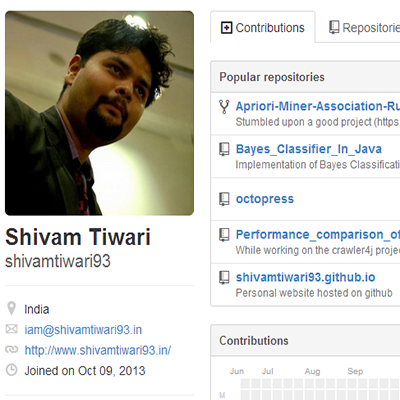 Contributions
Repositorie
Popular repositories
Apriori-Miner-Association-Ru
Stumbled upon a good project (https
Bayes_Classifier_In_Java
Implementation of Bayes Classificati
octopress
Performance_comparison_of
While working on the crawler4j projec
shivamtiwari93.github.io
Personal website hosted on github
Shivam Tiwari
shivamtiwari93
India
iam@shivamtiwari93.in
http://www.shivamtiwari93.in/
Joined on Oct 09, 2013
Contributions
Jun Jul Aug Sep
M